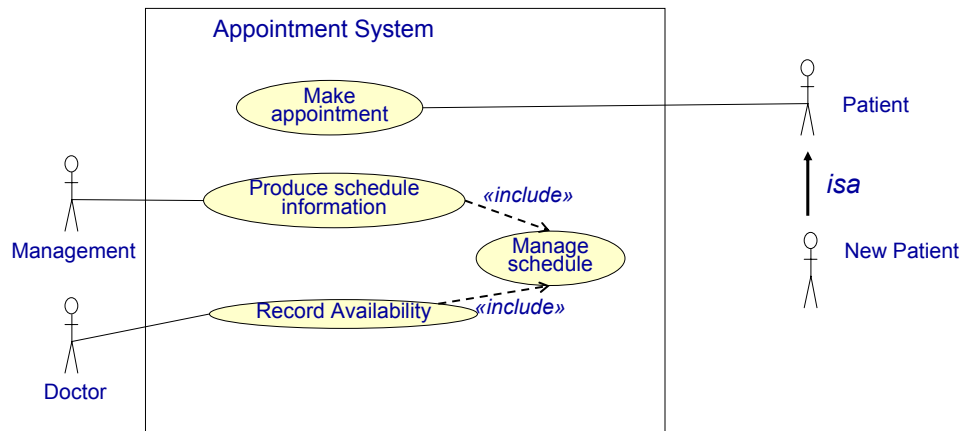 Appointment System
Make
appointment
Patient
Produce schedule
information
«include»
isa
Management
Manage
schedule
New Patient
Record Availability
«include»
Doctor